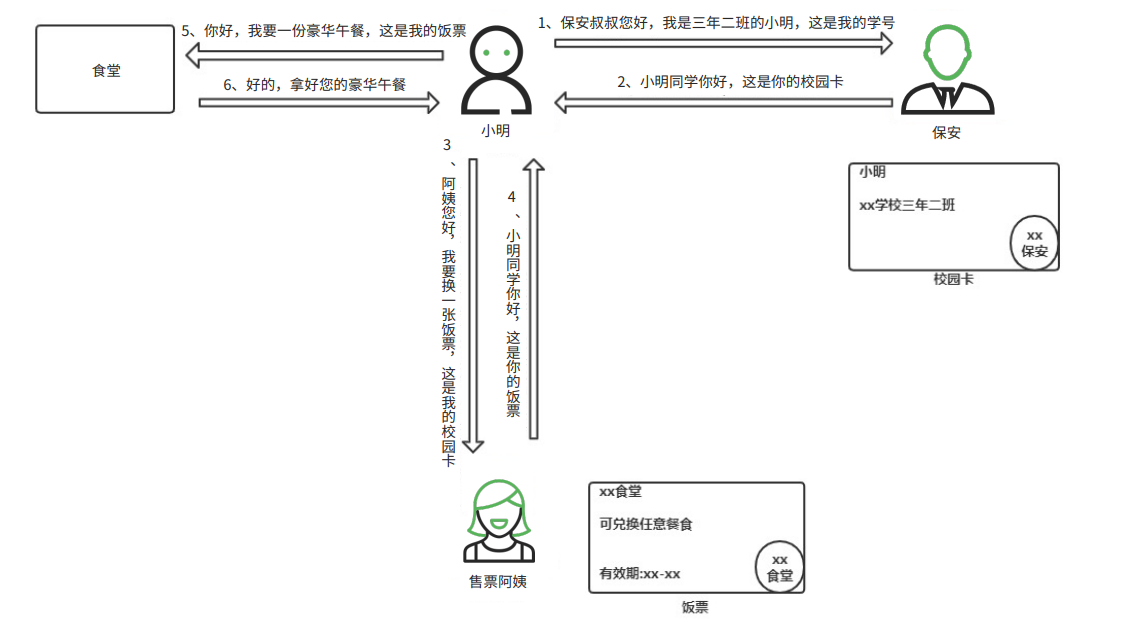 5、你好，我要一份豪华午餐，这是我的饭票
1、保安叔叔您好，我是三年二班的小明，这是我的学号
食堂
6、好的，拿好您的豪华午餐
2、小明同学你好，这是你的校园卡
小明
保安
3、阿姨您好，我要换一张饭票，这是我的校园卡
4、小明同学你好，这是你的饭票
小明
xx学校三年二班
xx
保安
校园卡
售票阿姨
xx食堂
可兑换任意餐食
有效期:xx-xx
xx
食堂
饭票